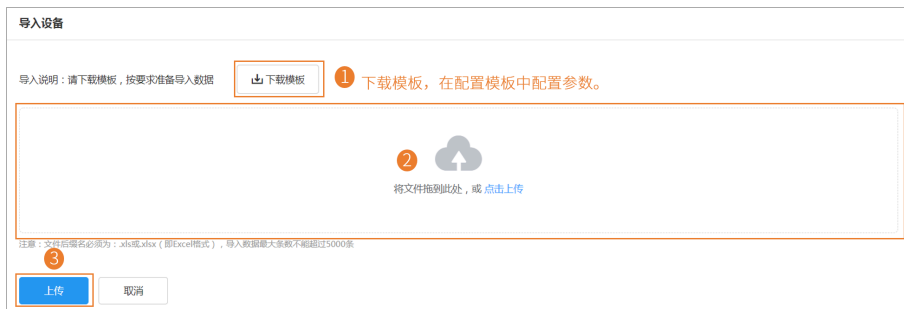 导入设备
导入说明：请下载模板，按要求准备导入数据 下载模板 1 下载模板，在配置模板中配置参数。
2
将文件拖到此处，或 点击上传
注意：文件后缀名必须为：.xls或.xlsx（即Excel格式），导入数据最大条数不能超过5000条
3
上传 取消